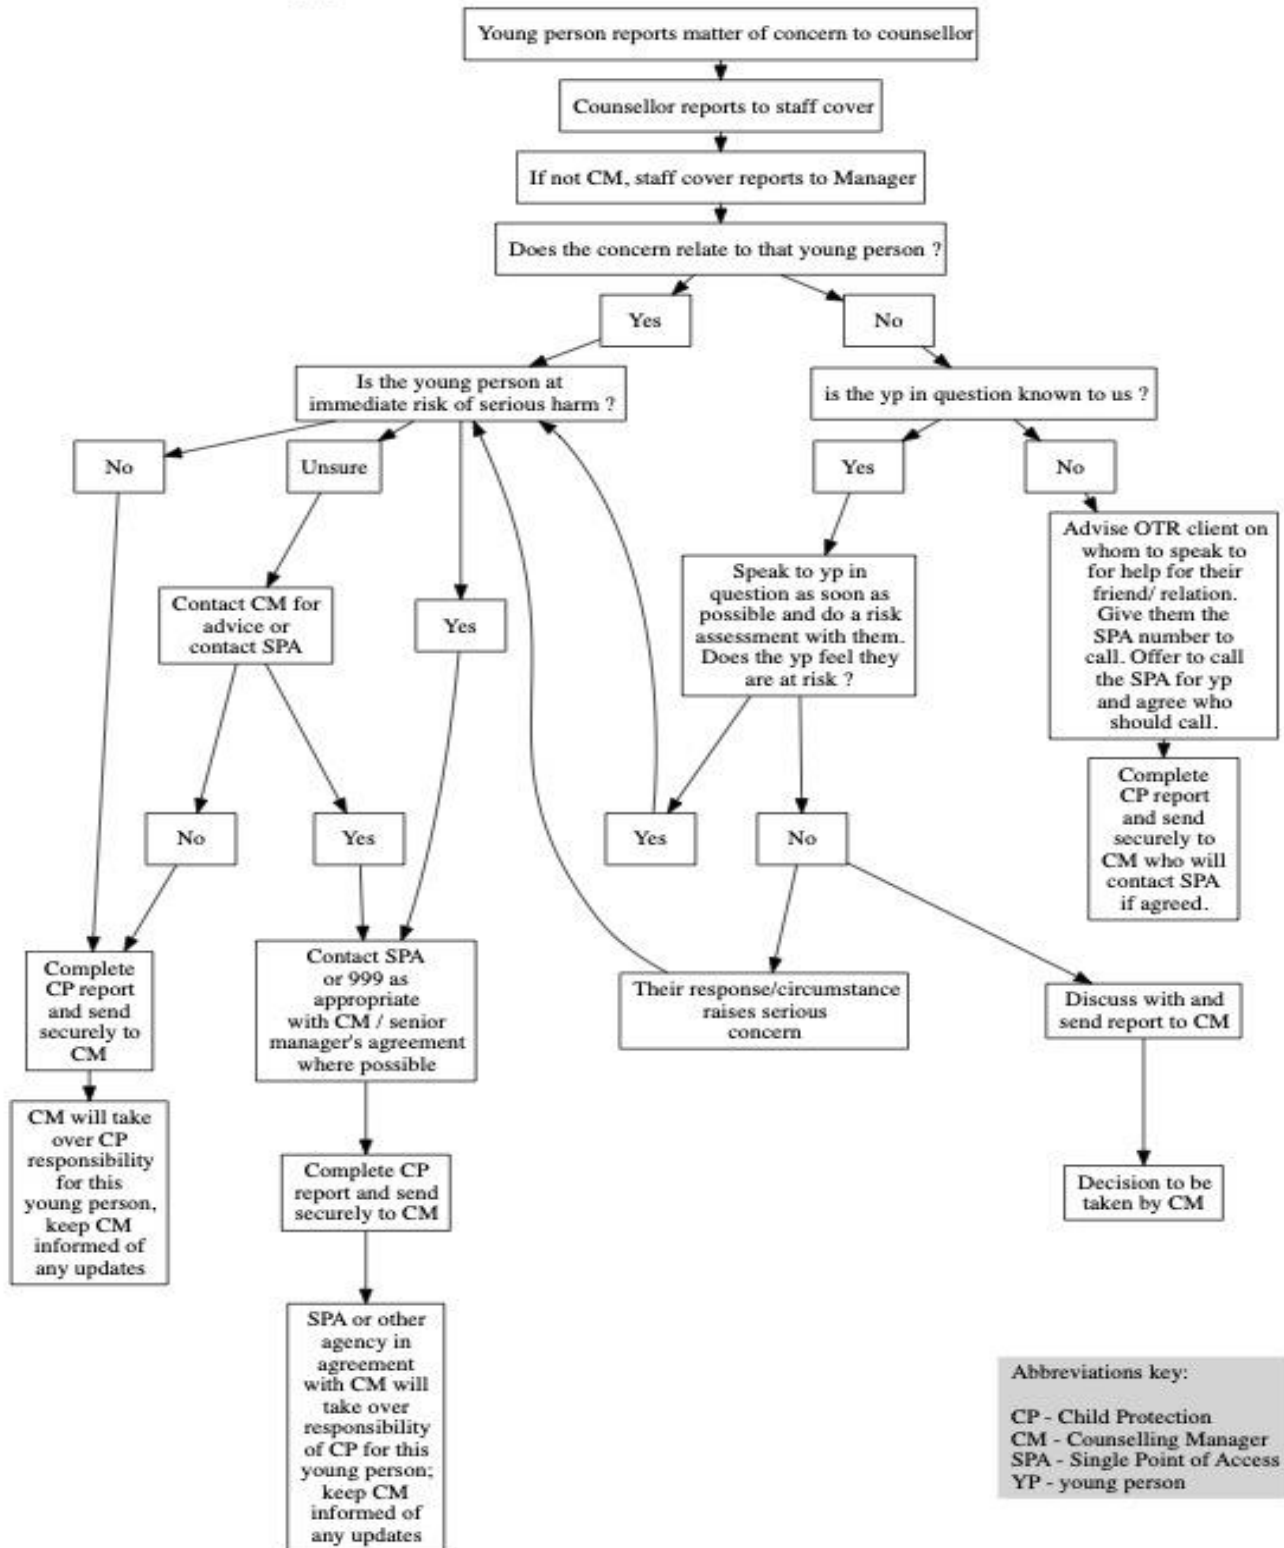 Young person reports matter of concern to counsellor
Counsellor reports to staff cover
If not CM, staff cover reports to Manager
Does the concern relate to that young person ?
Yes
No
Is the young person at
immediate risk of serious harm ?
is the yp in question known to us ?
No
Unsure
Yes
No
Advise OTR client on
whom to speak to
for help for their
friend/ relation.
Give them the
SPA number to
call. Offer to call
the SPA for yp
and agree who
should call.
Speak to yp in
question as soon as
possible and do a risk
assessment with them.
Does the yp feel they
are at risk ?
Contact CM for
advice or
contact SPA
Yes
Complete
CP report
and send
securely to
CM who will
contact SPA
if agreed.
No
Yes
Yes
No
Contact SPA
or 999 as
appropriate
with CM / senior
manager's agreement
where possible
Complete
CP report
and send
securely to
CM
Their response/circumstance
raises serious
concern
Discuss with and
send report to CM
CM will take
over CP
responsibility
for this
young person,
keep CM
informed of
any updates
Complete CP
report and send
securely to CM
Decision to be
taken by CM
SPA or other
agency in
agreement
with CM will
take over
responsibility
of CP for this
young person;
keep CM
informed of
any updates
Abbreviations key:
CP - Child Protection
CM - Counselling Manager
SPA - Single Point of Access
YP - young person